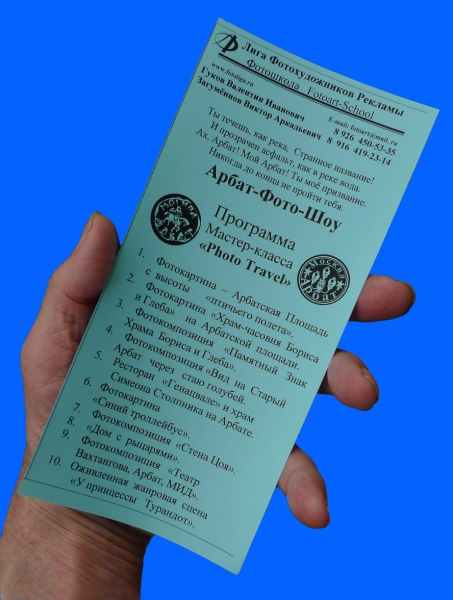 Лига Фотохудожников Рекламы
Фотошкола Fotoart-School
www.fotoliga.ru
E-mail: fotoart@mail.ru
Гуков Валентин Иванович 8 926 450-53-35
Загумённов Виктор Аркадьевич 8 916 419-23-14
Ты течешь, как река. Странное название!
И прозрачен асфальт, как в реке вода.
Ах, Арбат! Мой Арбат! Ты моё призвание.
Никогда до конца не пройти тебя.
Арбат-Фото-Шоу
Программа
Мастер-класса
«Photo Travel»
Москва
Арбат
1. Фотокартина – Арбатская Площадь
с высоты «птичьего полета».
2. Фотокартина «Храм-часовня Бориса
и Глеба» на Арбатской площади.
3. Фотокомпозиция «Памятный Знак
Храма Бориса и Глеба».
4. Фотокомпозиция «Вид на Старый
Арбат через стаю голубей.
5. Ресторан «Генацвале» и храм
Симеона Столпника на Арбате.
6. Фотокартина
«Синий троллейбус».
7. Фотокомпозиция «Стена Цоя».
8. «Дом с рыцарями».
9. Фотокомпозиция «Театр
Вахтангова, Арбат, МИД».
10. Оживленная жанровая сцена
«У принцессы Турандот».